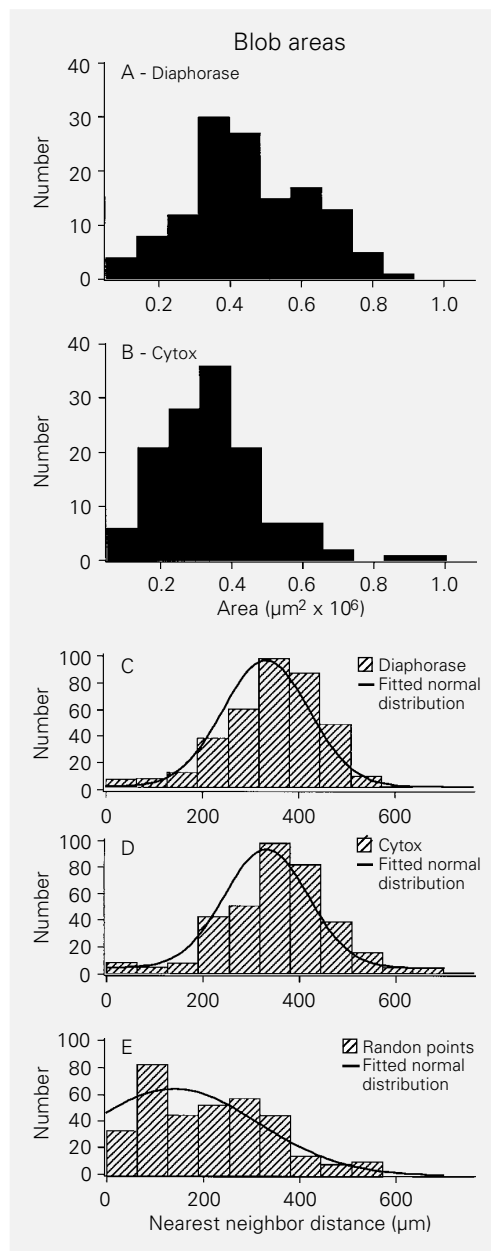 Blob areas
A - Diaphorase
40
30
20
10
0
Number
0.2 0.4 0.6 0.8 1.0
B - Cytox
40
30
20
10
0
Number
0.2 0.4 0.6 0.8 1.0
Area (µm² x 10⁶)
C
100
80
60
40
20
0
Number
Diaphorase
Fitted normal
distribution
0 200 400 600
D
100
80
60
40
20
0
Number
Cytox
Fitted normal
distribution
0 200 400 600
E
100
80
60
40
20
0
Number
Randon points
Fitted normal
distribution
0 200 400 600
Nearest neighbor distance (µm)